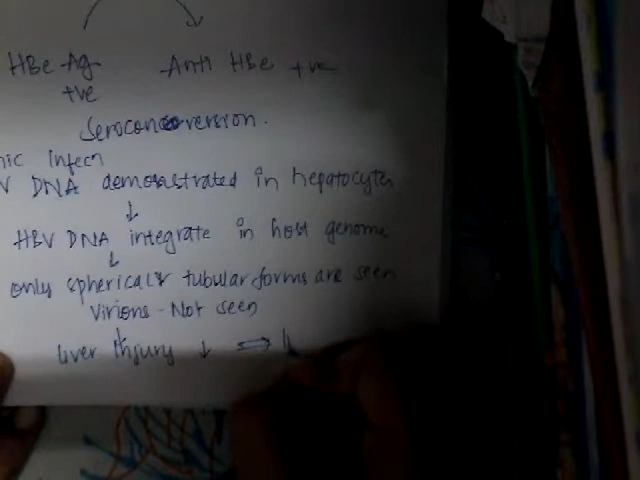 HBe Ag Anti HBe +ve
+ve
Seroconversion.
nic Infecn
V DNA demonstrated in hepatocytes
↓
HBV DNA integrate in host genome
↓
only spherical & tubular forms are seen
Virions - Not seen
↓
liver Injury ↓ ⇒